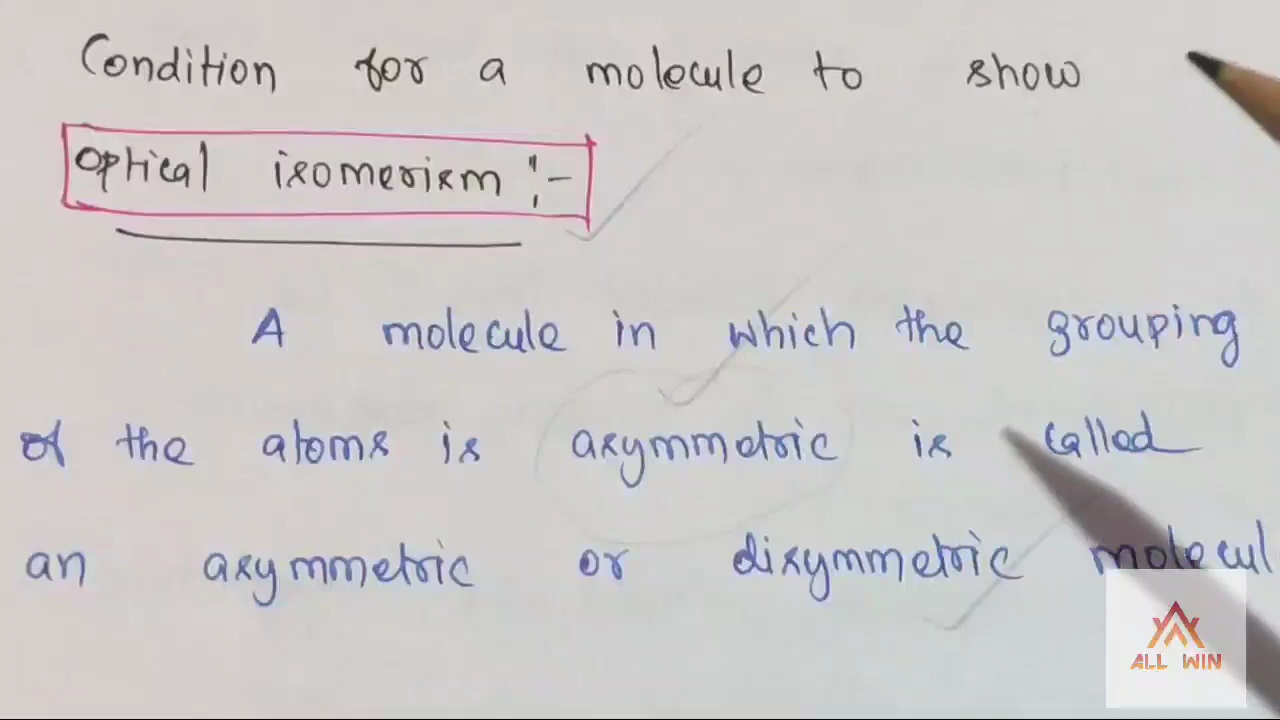 Condition for a molecule to show
optical isomerism :-
A molecule in which the grouping
of the atoms is asymmetric is called
an asymmetric or disymmetric molecul
ALL WIN